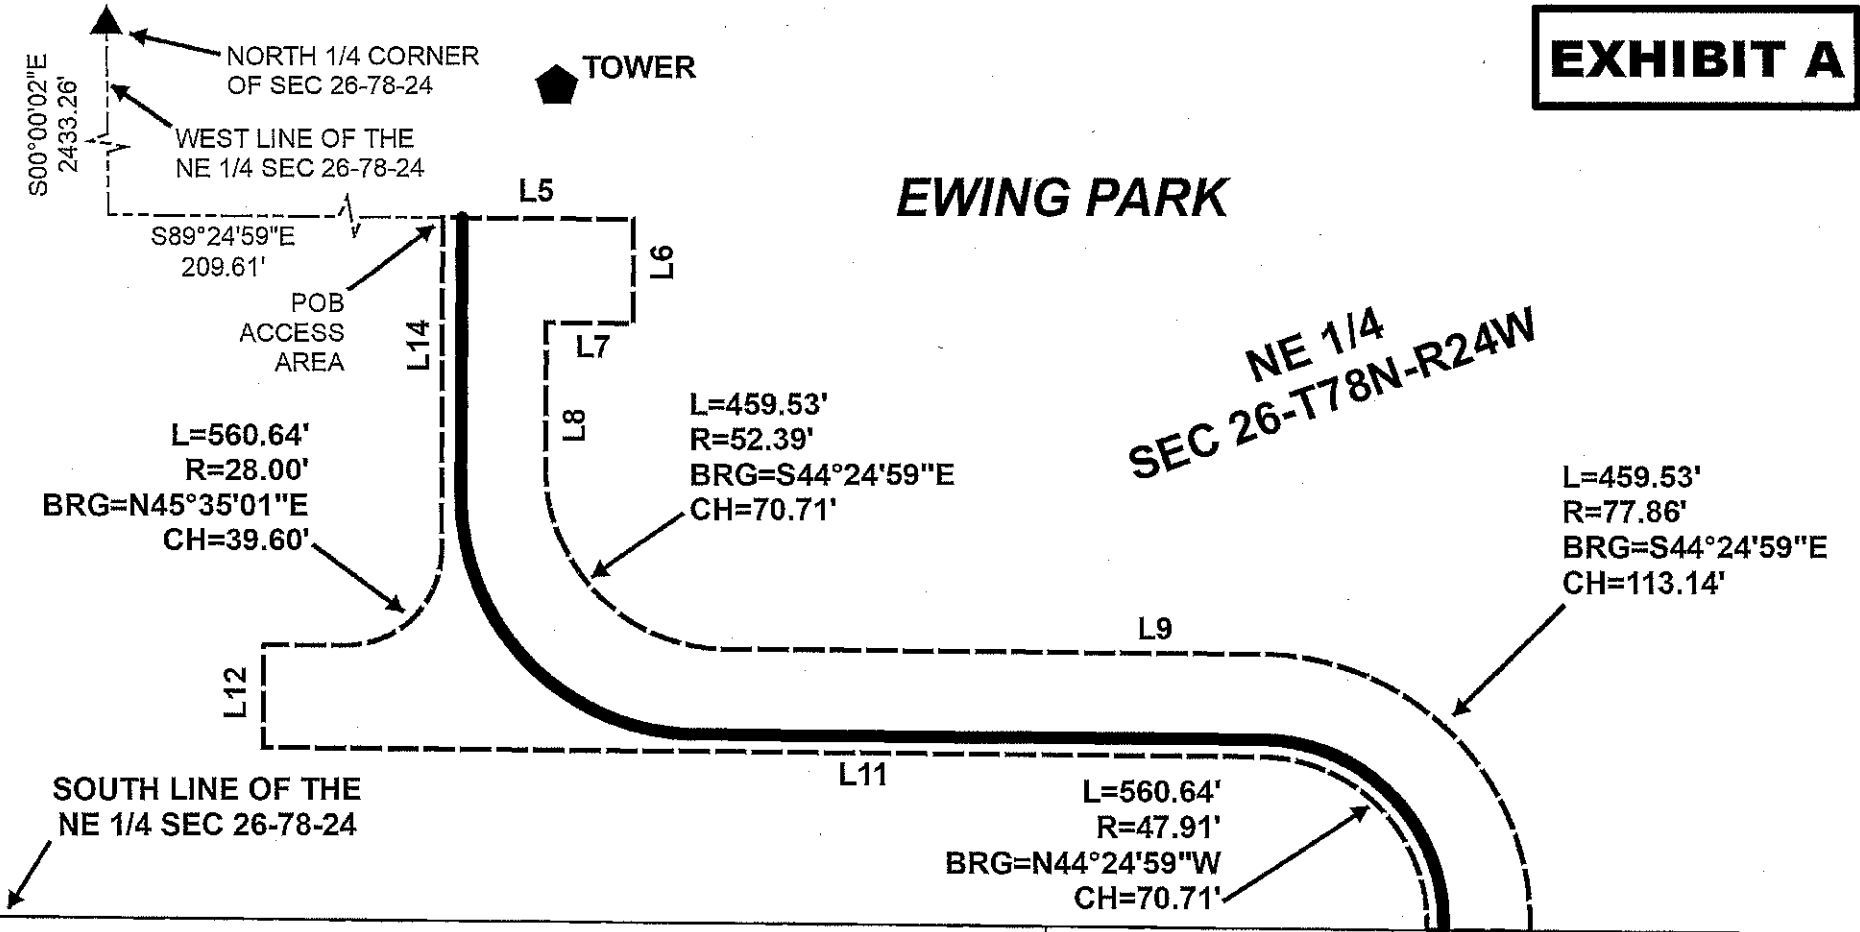 EXHIBIT A
NORTH 1/4 CORNER
OF SEC 26-78-24
TOWER
S00°00'02"E
2433.26'
WEST LINE OF THE
NE 1/4 SEC 26-78-24
L5
EWING PARK
S89°24'59"E
209.61'
L6
POB
ACCESS
AREA
L14
L7
NE 1/4
SEC 26-T78N-R24W
L8
L=459.53'
R=52.39'
BRG=S44°24'59"E
CH=70.71'
L=560.64'
R=28.00'
BRG=N45°35'01"E
CH=39.60'
L=459.53'
R=77.86'
BRG=S44°24'59"E
CH=113.14'
L9
L12
L11
SOUTH LINE OF THE
NE 1/4 SEC 26-78-24
L=560.64'
R=47.91'
BRG=N44°24'59"W
CH=70.71'